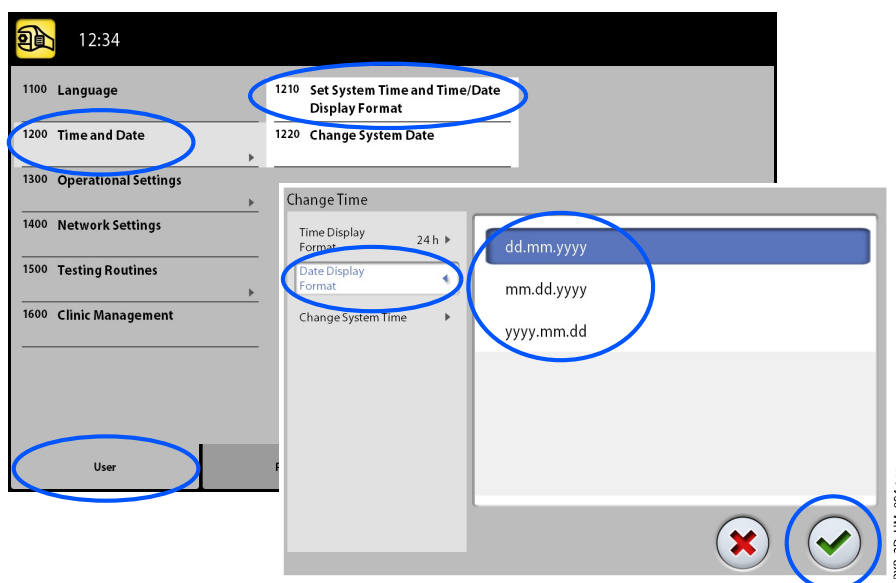 12:34
1100 Language
1200 Time and Date
1300 Operational Settings
1400 Network Settings
1500 Testing Routines
1600 Clinic Management
1210 Set System Time and Time/Date
Display Format
1220 Change System Date
User
Change Time
Time Display
Format
24 h
Date Display
Format
Change System Time
dd.mm.yyyy
mm.dd.yyyy
yyyy.mm.dd